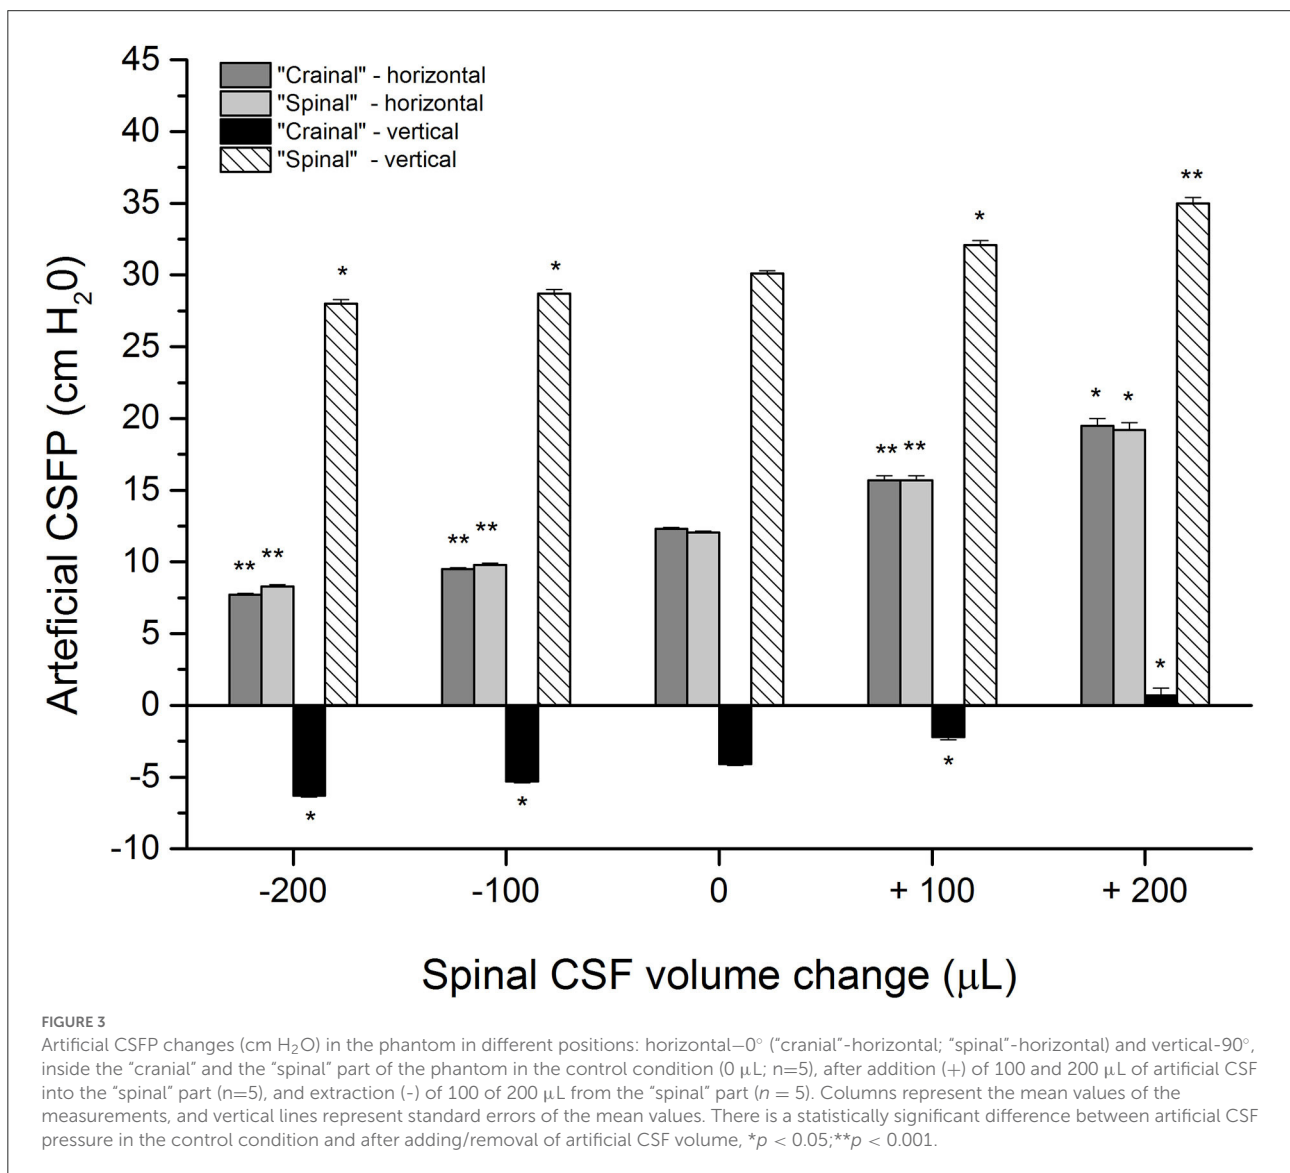 45
40
35
30
25
20
15
10
5
0
-5
-10
Arteficial CSFP (cm H₂0)
"Crainal" - horizontal
"Spinal" - horizontal
"Crainal" - vertical
"Spinal" - vertical
** ** * 
** ** *
** ** * *
* * * **
*
*
-200 -100 0 + 100 + 200
Spinal CSF volume change (μL)
FIGURE 3
Artificial CSFP changes (cm H₂O) in the phantom in different positions: horizontal—0° (“cranial”-horizontal; “spinal”-horizontal) and vertical-90°,
inside the “cranial” and the “spinal” part of the phantom in the control condition (0 μL; n=5), after addition (+) of 100 and 200 μL of artificial CSF
into the “spinal” part (n=5), and extraction (-) of 100 of 200 μL from the “spinal” part (n = 5). Columns represent the mean values of the
measurements, and vertical lines represent standard errors of the mean values. There is a statistically significant difference between artificial CSF
pressure in the control condition and after adding/removal of artificial CSF volume, *p < 0.05;**p < 0.001.